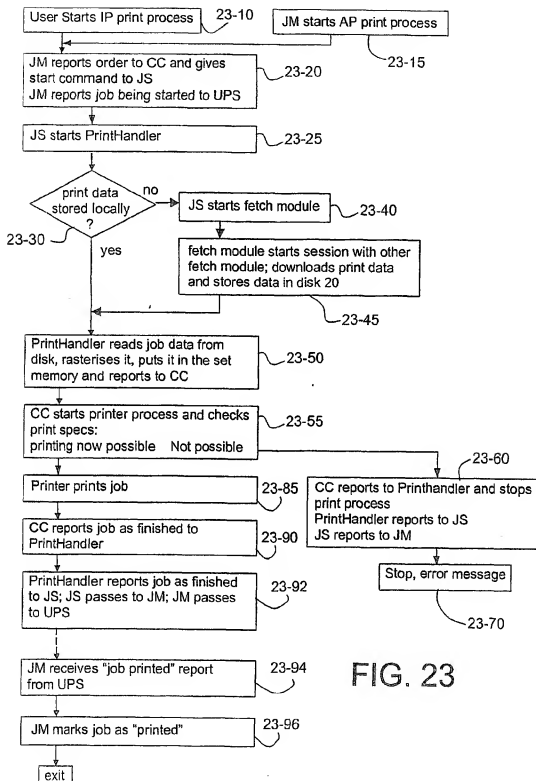 User Starts IP print process
23-10
JM starts AP print process
23-15
JM reports order to CC and gives
start command to JS
JM reports job being started to UPS
23-20
JS starts PrintHandler
23-25
print data
stored locally
?
23-30
no
yes
JS starts fetch module
23-40
fetch module starts session with other
fetch module; downloads print data
and stores data in disk 20
23-45
PrintHandler reads job data from
disk, rasterises it, puts it in the set
memory and reports to CC
23-50
CC starts printer process and checks
print specs:
printing now possible Not possible
23-55
23-60
CC reports to Printhandler and stops
print process
PrintHandler reports to JS
JS reports to JM
Stop, error message
23-70
Printer prints job
23-85
CC reports job as finished to
PrintHandler
23-90
PrintHandler reports job as finished
to JS; JS passes to JM; JM passes
to UPS
23-92
JM receives "job printed" report
from UPS
23-94
JM marks job as "printed"
23-96
exit
FIG. 23